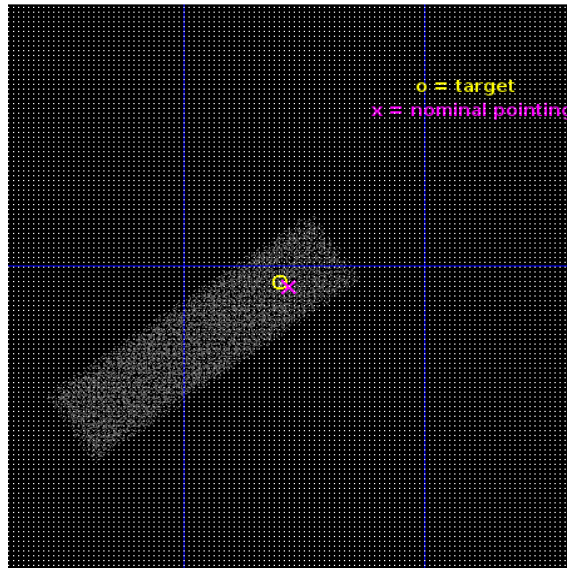 o = target
x = nominal pointing